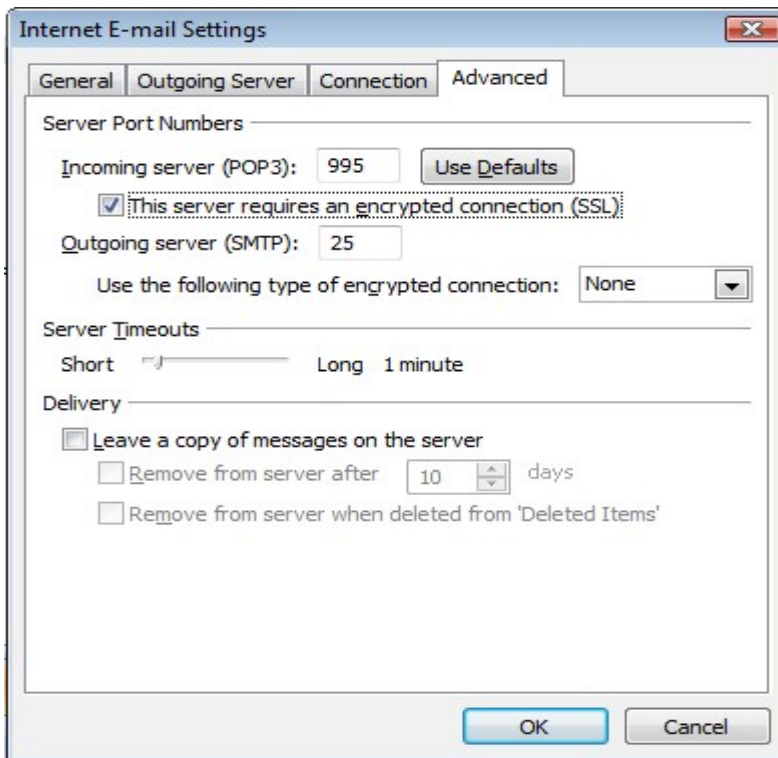 Internet E-mail Settings
General Outgoing Server Connection Advanced
Server Port Numbers
Incoming server (POP3): 995 Use Defaults
This server requires an encrypted connection (SSL)
Outgoing server (SMTP): 25
Use the following type of encrypted connection: None
Server Timeouts
Short Long 1 minute
Delivery
Leave a copy of messages on the server
Remove from server after 10 days
Remove from server when deleted from 'Deleted Items'
OK Cancel